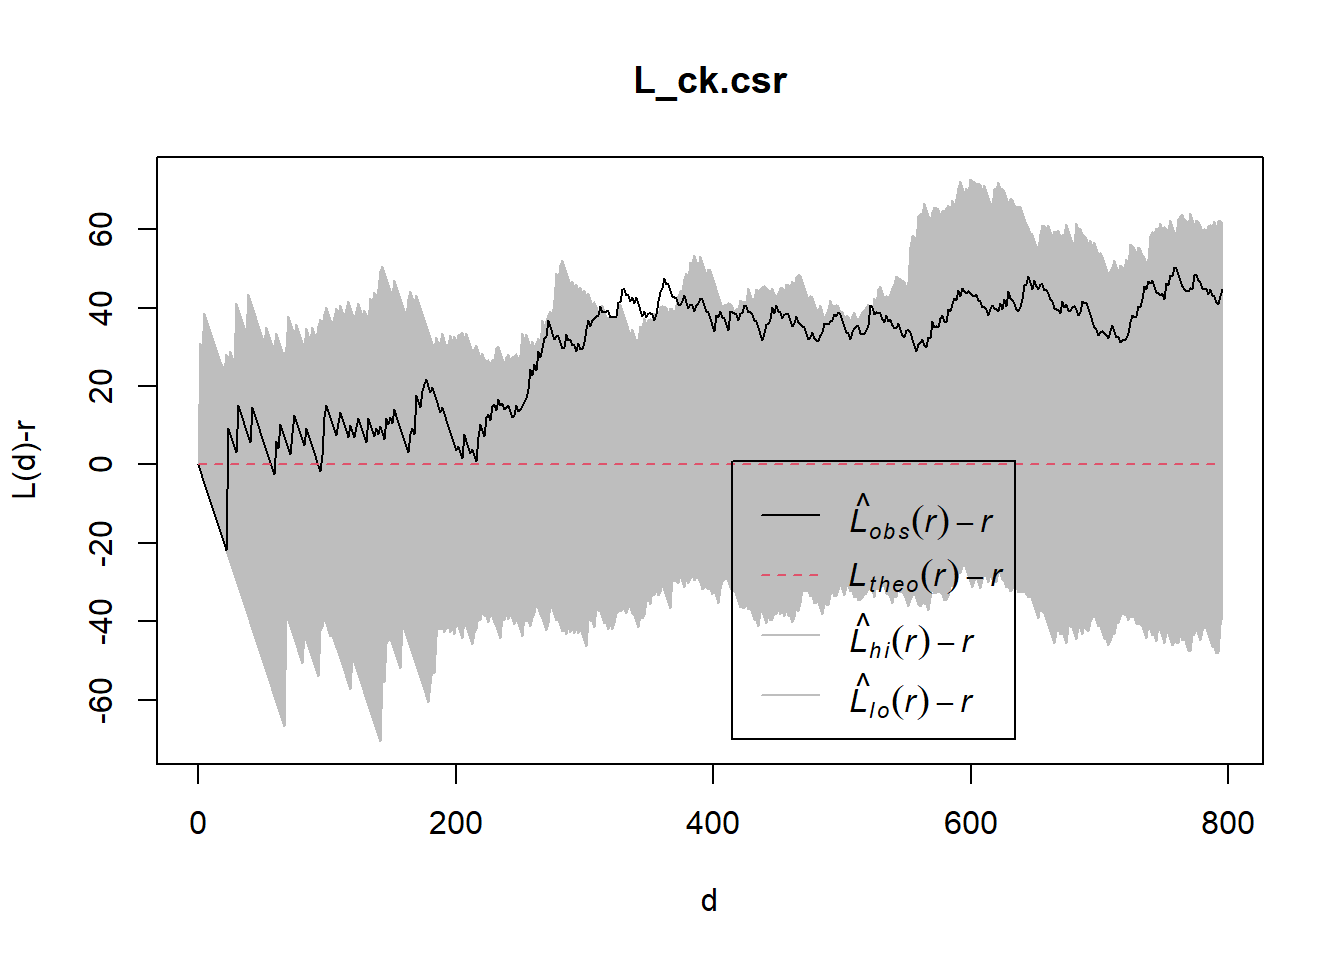 L_ck.csr
L(d)-r
60
40
20
0
-20
-40
-60
L̂obs(r) − r
Ltheo(r) − r
L̂hi(r) − r
L̂lo(r) − r
0 200 400 600 800
d